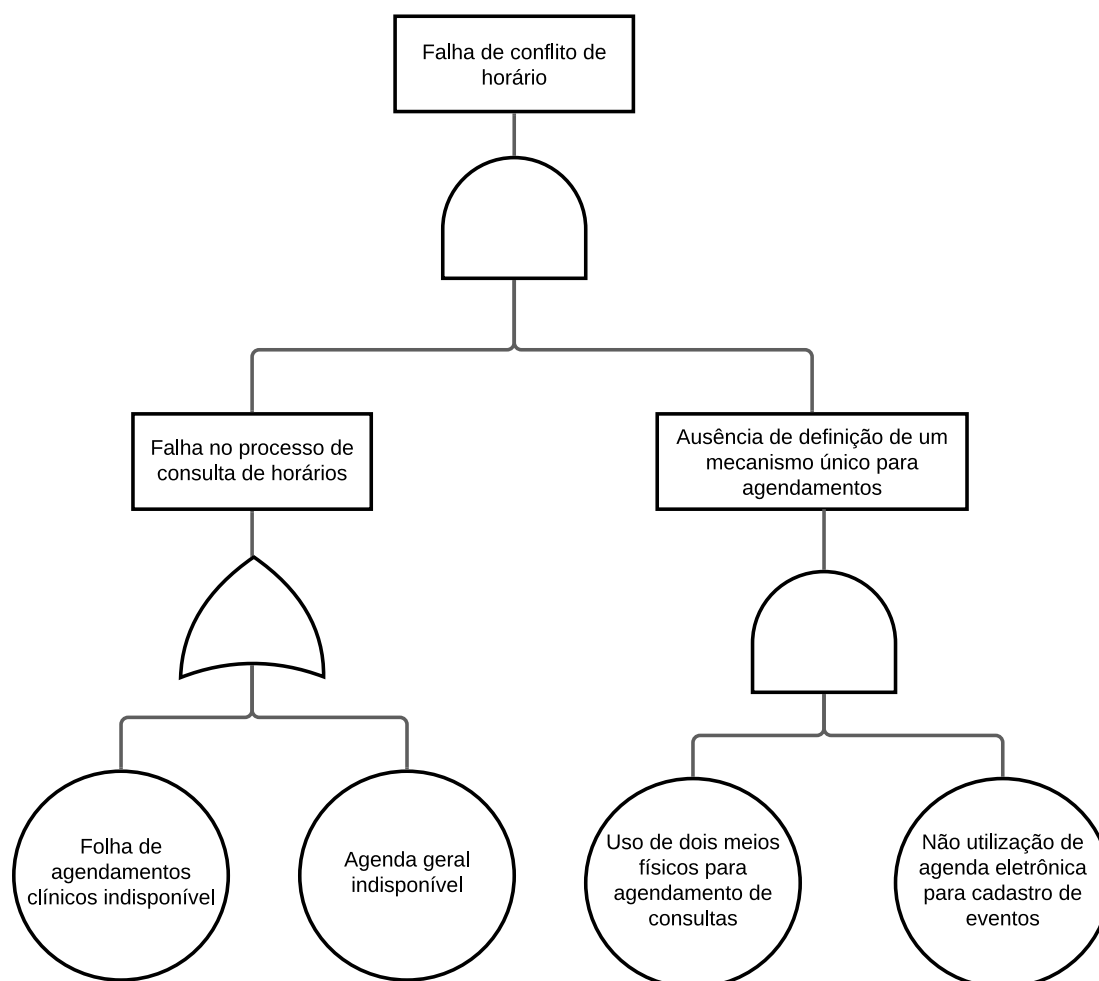 Falha de conflito de
horário
Falha no processo de
consulta de horários
Ausência de definição de um
mecanismo único para
agendamentos
Folha de
agendamentos
clínicos indisponível
Agenda geral
indisponível
Uso de dois meios
físicos para
agendamento de
consultas
Não utilização de
agenda eletrônica
para cadastro de
eventos